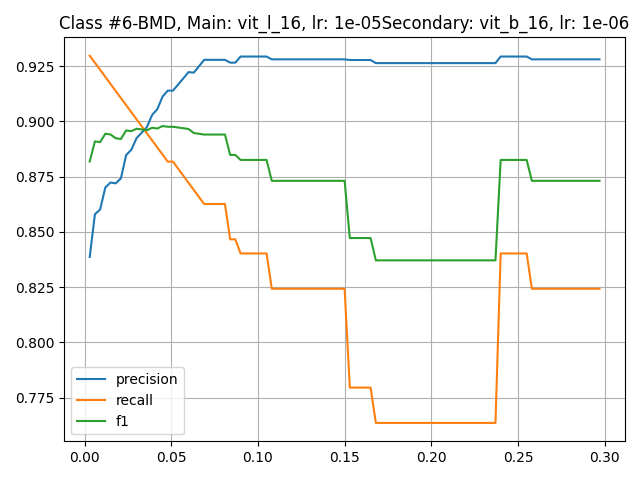 Class #6-BMD, Main: vit_l_16, lr: 1e-05Secondary: vit_b_16, lr: 1e-06
0.925
0.900
0.875
0.850
0.825
0.800
0.775
precision
recall
f1
0.00 0.05 0.10 0.15 0.20 0.25 0.30